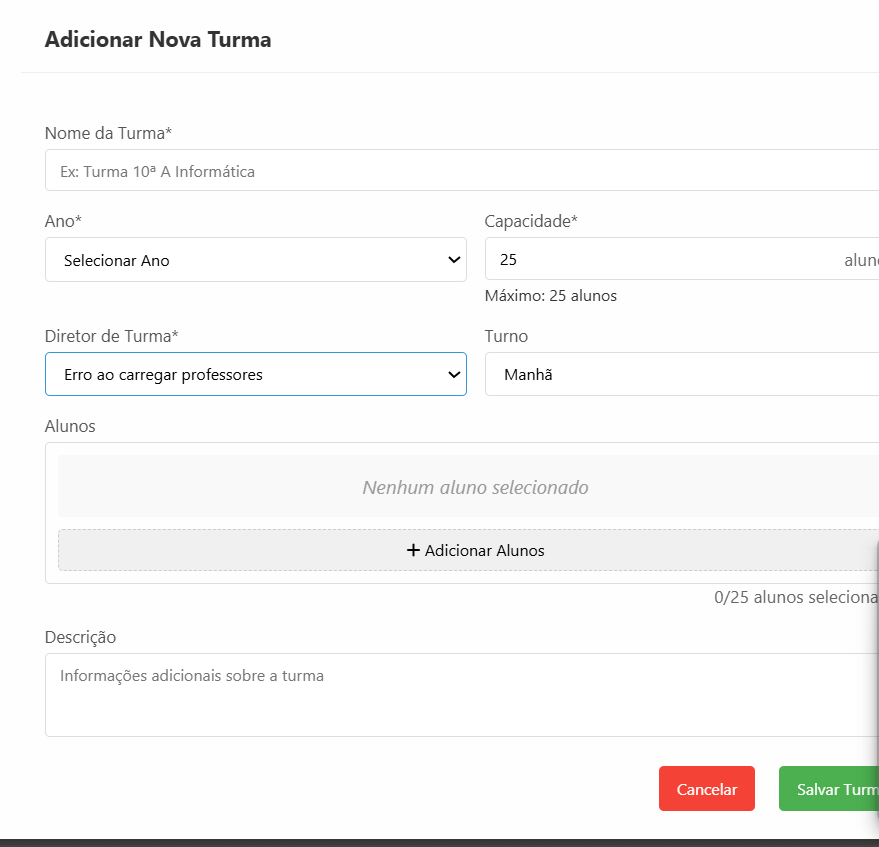 Adicionar Nova Turma
Nome da Turma*
Ex: Turma 10ª A Informática
Ano*
Capacidade*
Selecionar Ano
25
Máximo: 25 alunos
Diretor de Turma*
Turno
Erro ao carregar professores
Manhã
Alunos
Nenhum aluno selecionado
+ Adicionar Alunos
0/25 alunos seleciona
Descrição
Informações adicionais sobre a turma
Cancelar
Salvar Turm